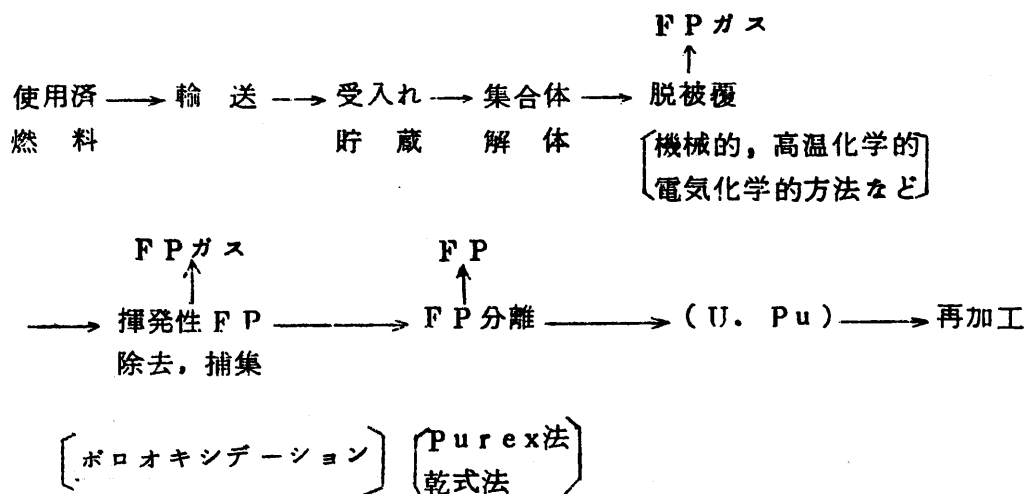 FPガス
↑
使用済 → 輸送 → 受入れ → 集合体 → 脱被覆
燃料 貯蔵 解体 〔機械的,高温化学的
電気化学的方法など〕
FPガス FP
↑ ↑
→ 揮発性FP → FP分離 → (U. Pu) → 再加工
除去,捕集
〔ボロオキシデーション〕 〔Purex法
乾式法〕